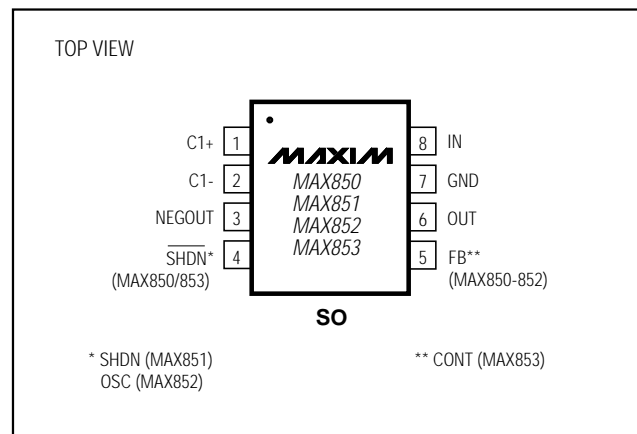 TOP VIEW
C1+ 1
C1- 2
NEGOUT 3
SHDN* 4
(MAX850/853)
MAXIM
MAX850
MAX851
MAX852
MAX853
8 IN
7 GND
6 OUT
5 FB**
(MAX850-852)
SO
* SHDN (MAX851)
OSC (MAX852)
** CONT (MAX853)